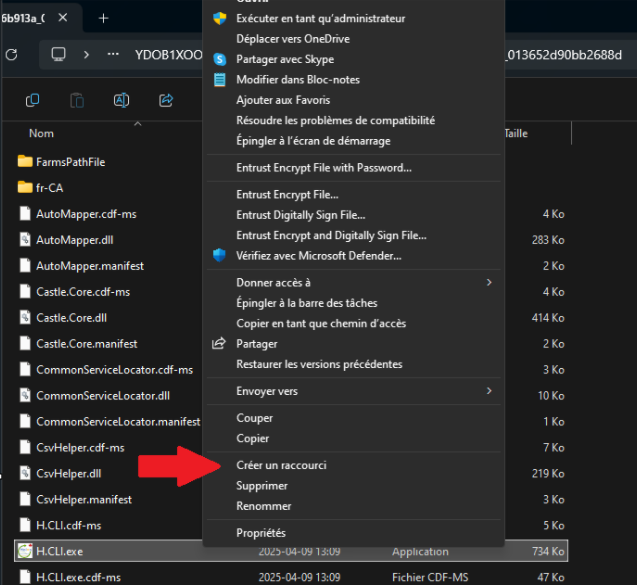 6b913a_0
Exécuter en tant qu'administrateur
Déplacer vers OneDrive
YDOB1XOO
Partager avec Skype
_013652d90bb2688d
Modifier dans Bloc-notes
Ajouter aux Favoris
Résoudre les problèmes de compatibilité
Nom
Taille
Épingler à l'écran de démarrage
FarmsPathFile
Entrust Encrypt File with Password...
fr-CA
Entrust Encrypt File...
AutoMapper.cdf-ms
Entrust Digitally Sign File...
4 Ko
AutoMapper.dll
Entrust Encrypt and Digitally Sign File...
283 Ko
Vérifiez avec Microsoft Defender...
AutoMapper.manifest
2 Ko
Donner accès à
Castle.Core.cdf-ms
4 Ko
Épingler à la barre des tâches
Castle.Core.dll
Copier en tant que chemin d'accès
414 Ko
Castle.Core.manifest
Partager
2 Ko
Restaurer les versions précédentes
CommonServiceLocator.cdf-ms
3 Ko
Envoyer vers
CommonServiceLocator.dll
10 Ko
Couper
CommonServiceLocator.manifest
1 Ko
Copier
CsvHelper.cdf-ms
7 Ko
Créer un raccourci
CsvHelper.dll
219 Ko
Supprimer
CsvHelper.manifest
3 Ko
Renommer
H.CLI.cdf-ms
5 Ko
Propriétés
H.CLI.exe 2025-04-09 13:09 Application 734 Ko
H.CLI.exe.cdf-ms 2025-04-09 13:09 Fichier CDF-MS 47 Ko